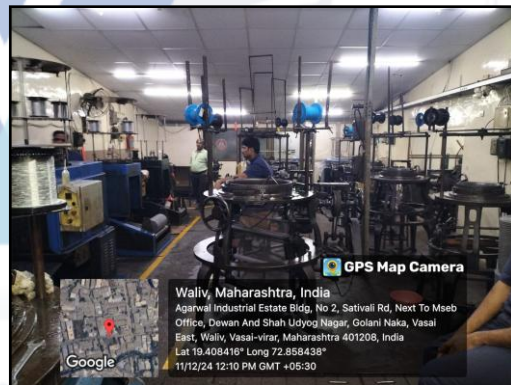 GPS Map Camera
Waliv, Maharashtra, India
Agarwal Industrial Estate Bldg, No 2, Sativali Rd, Next To Mseb
Office, Dewan And Shah Udyog Nagar, Golani Naka, Vasai
East, Waliv, Vasai-virar, Maharashtra 401208, India
Lat 19.408416° Long 72.858438°
11/12/24 12:10 PM GMT +05:30
Google